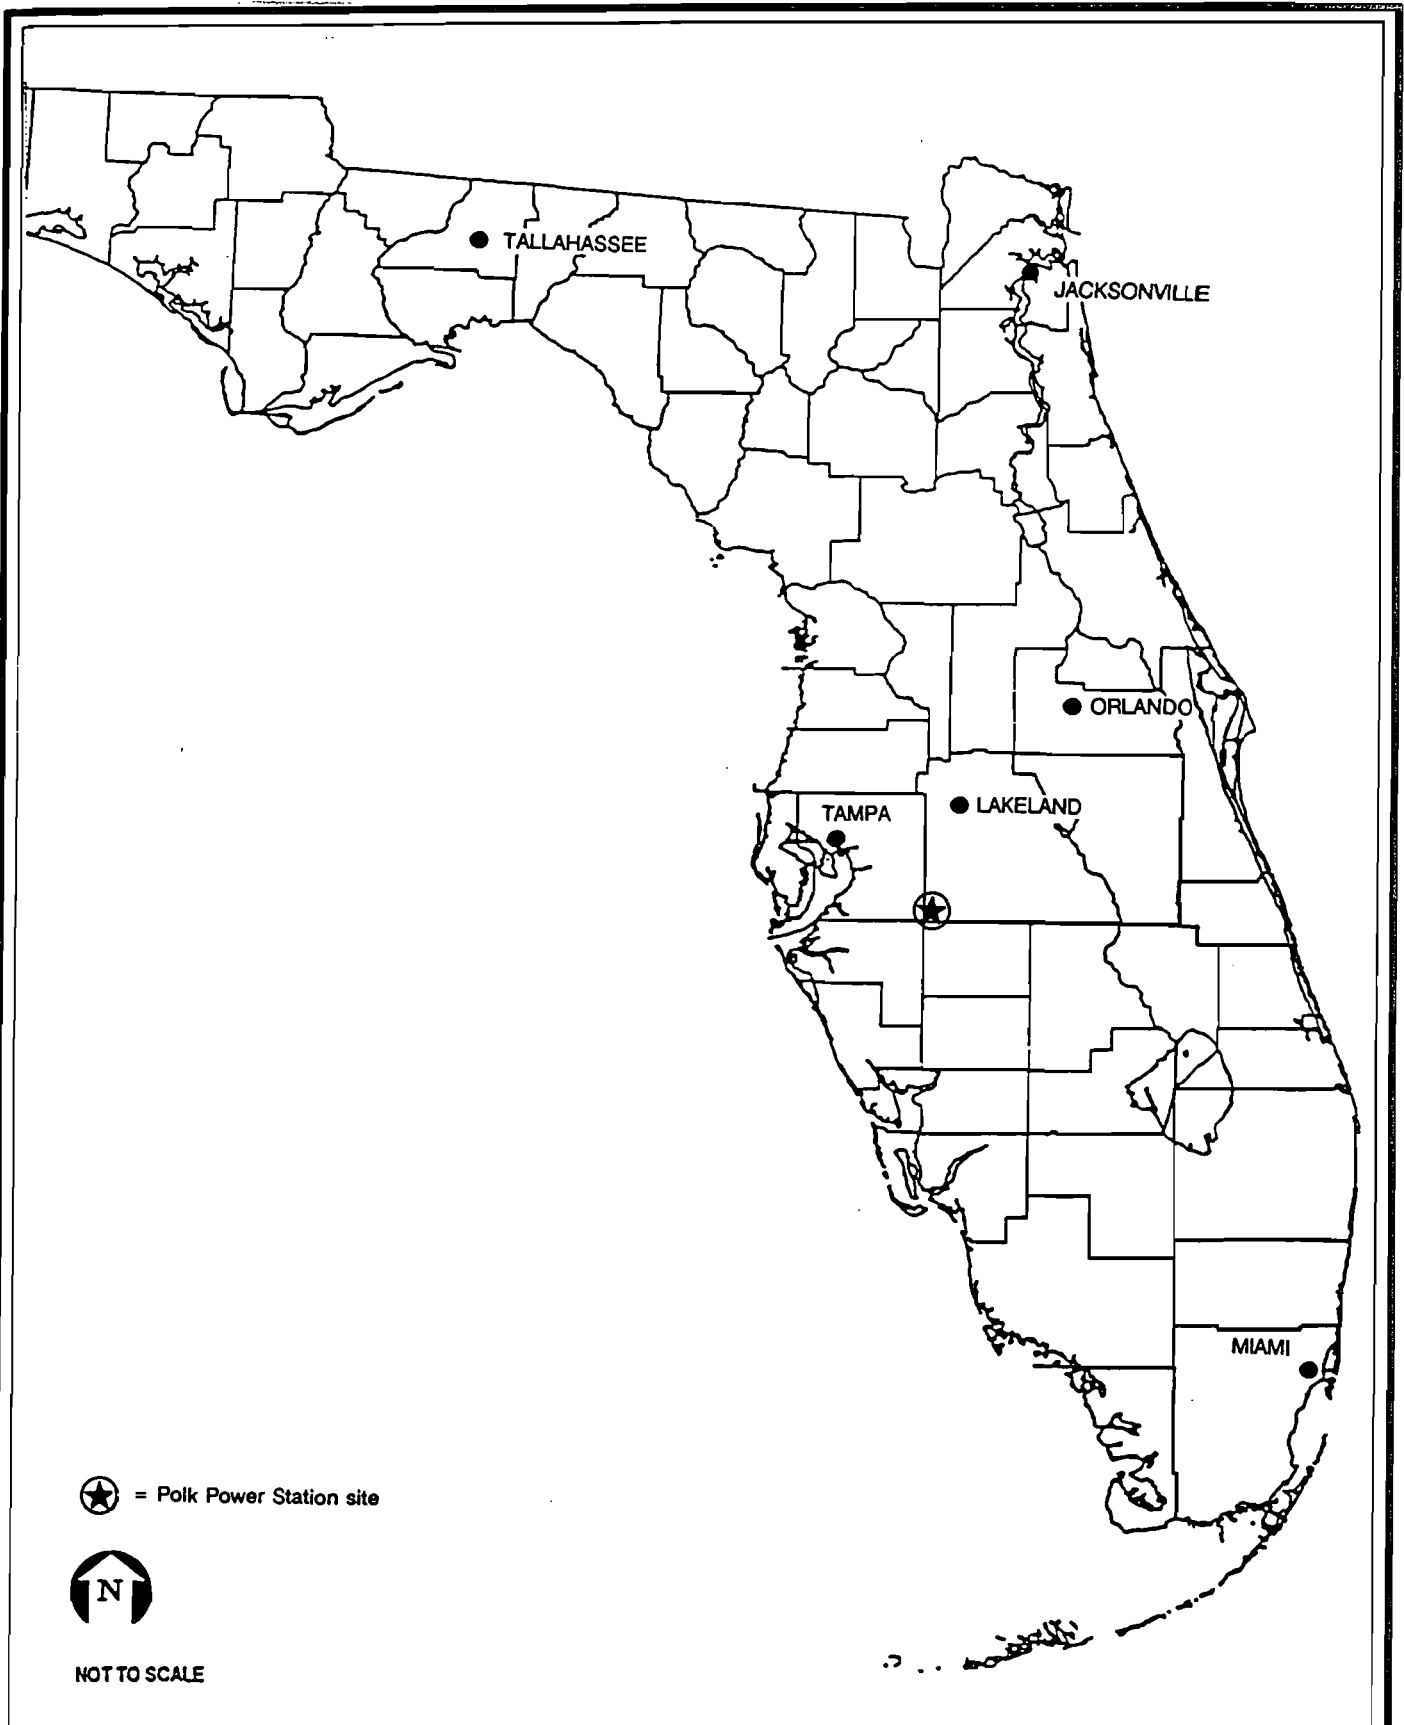 TALLAHASSEE
JACKSONVILLE
ORLANDO
LAKELAND
TAMPA
MIAMI
= Polk Power Station site
N
NOT TO SCALE